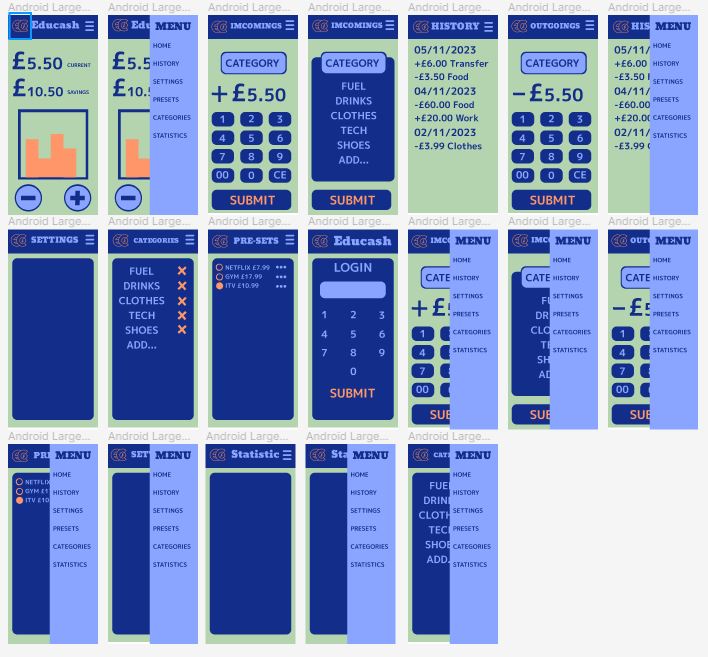 Android Large...
Educash
£5.50 CURRENT
£10.50 SAVINGS
Android Large...
Edu
MENU
£5.5
£10.
HOME
HISTORY
SETTINGS
PRESETS
CATEGORIES
STATISTICS
Android Large...
IMCOMINGS
CATEGORY
+£5.50
1 2 3
4 5 6
7 8 9
00 0 CE
SUBMIT
Android Large...
IMCOMINGS
CATEGORY
FUEL
DRINKS
CLOTHES
TECH
SHOES
ADD...
SUBMIT
Android Large...
HISTORY
05/11/2023
+£6.00 Transfer
-£3.50 Food
04/11/2023
-£60.00 Food
+£20.00 Work
02/11/2023
-£3.99 Clothes
Android Large...
OUTGOINGS
CATEGORY
-£5.50
1 2 3
4 5 6
7 8 9
00 0 CE
SUBMIT
Android Large...
HIS
MENU
05/11
+£6.00
-£3.50
04/11
-£60.0
+£20.0
02/11
-£3.99
HOME
HISTORY
SETTINGS
PRESETS
CATEGORIES
STATISTICS
Android Large...
SETTINGS
Android Large...
CATEGORIES
FUEL X
DRINKS X
CLOTHES X
TECH X
SHOES X
ADD...
Android Large...
PRE-SETS
NETFLIX £7.99 •••
GYM £17.99 •••
ITV £10.99 •••
Android Large...
Educash
LOGIN
1 2 3
4 5 6
7 8 9
0
SUBMIT
Android Large...
IMCO
MENU
CATE
+£
1
4
7
00
SUB
HOME
HISTORY
SETTINGS
PRESETS
CATEGORIES
STATISTICS
Android Large...
IMC
MENU
CATE
FU
DR
CLO
TE
SH
AD
SUB
HOME
HISTORY
SETTINGS
PRESETS
CATEGORIES
STATISTICS
Android Large...
OUTG
MENU
CATE
-£5
1
4
7
00
SUB
HOME
HISTORY
SETTINGS
PRESETS
CATEGORIES
STATISTICS
Android Large...
PRE
MENU
NETFLIX
GYM £1
ITV £10
HOME
HISTORY
SETTINGS
PRESETS
CATEGORIES
STATISTICS
Android Large...
SET
MENU
HOME
HISTORY
SETTINGS
PRESETS
CATEGORIES
STATISTICS
Android Large...
Statistic
Android Large...
Sta
MENU
HOME
HISTORY
SETTINGS
PRESETS
CATEGORIES
STATISTICS
Android Large...
CATE
MENU
FUE
DRIN
CLOTH
TEC
SHOE
ADD
HOME
HISTORY
SETTINGS
PRESETS
CATEGORIES
STATISTICS